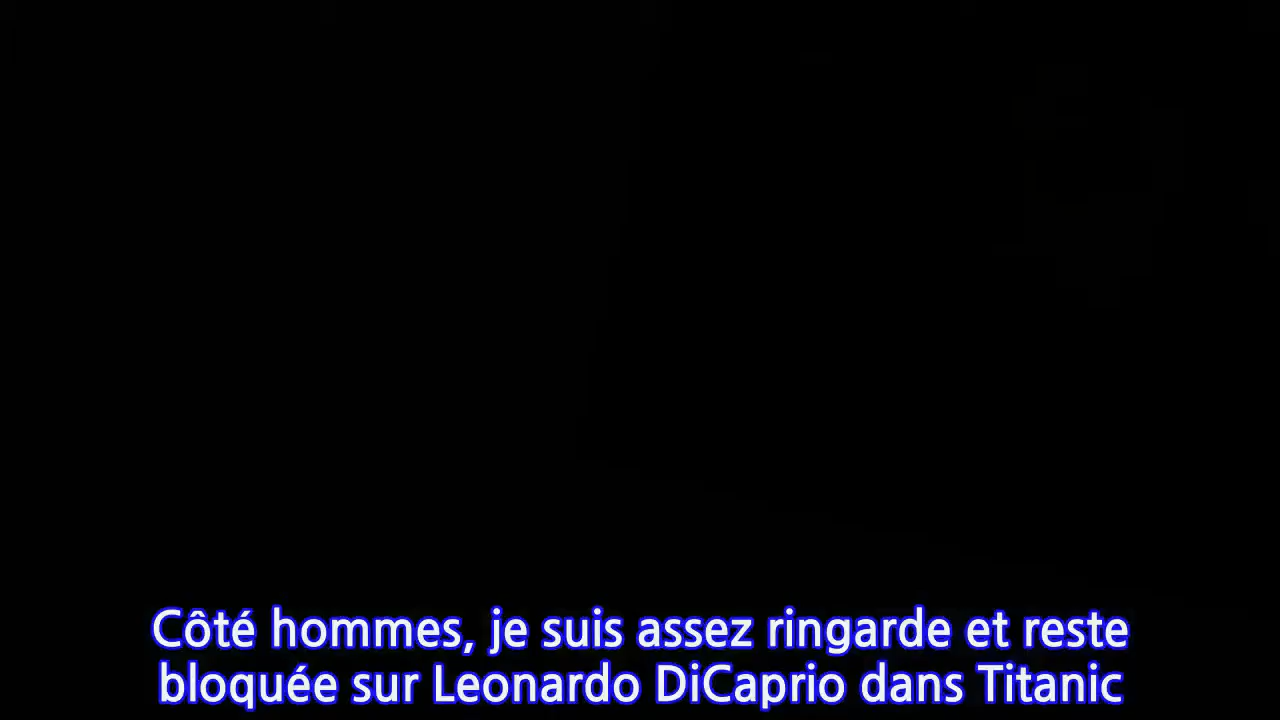 Côté hommes, je suis assez ringarde et reste
bloquée sur Leonardo DiCaprio dans Titanic